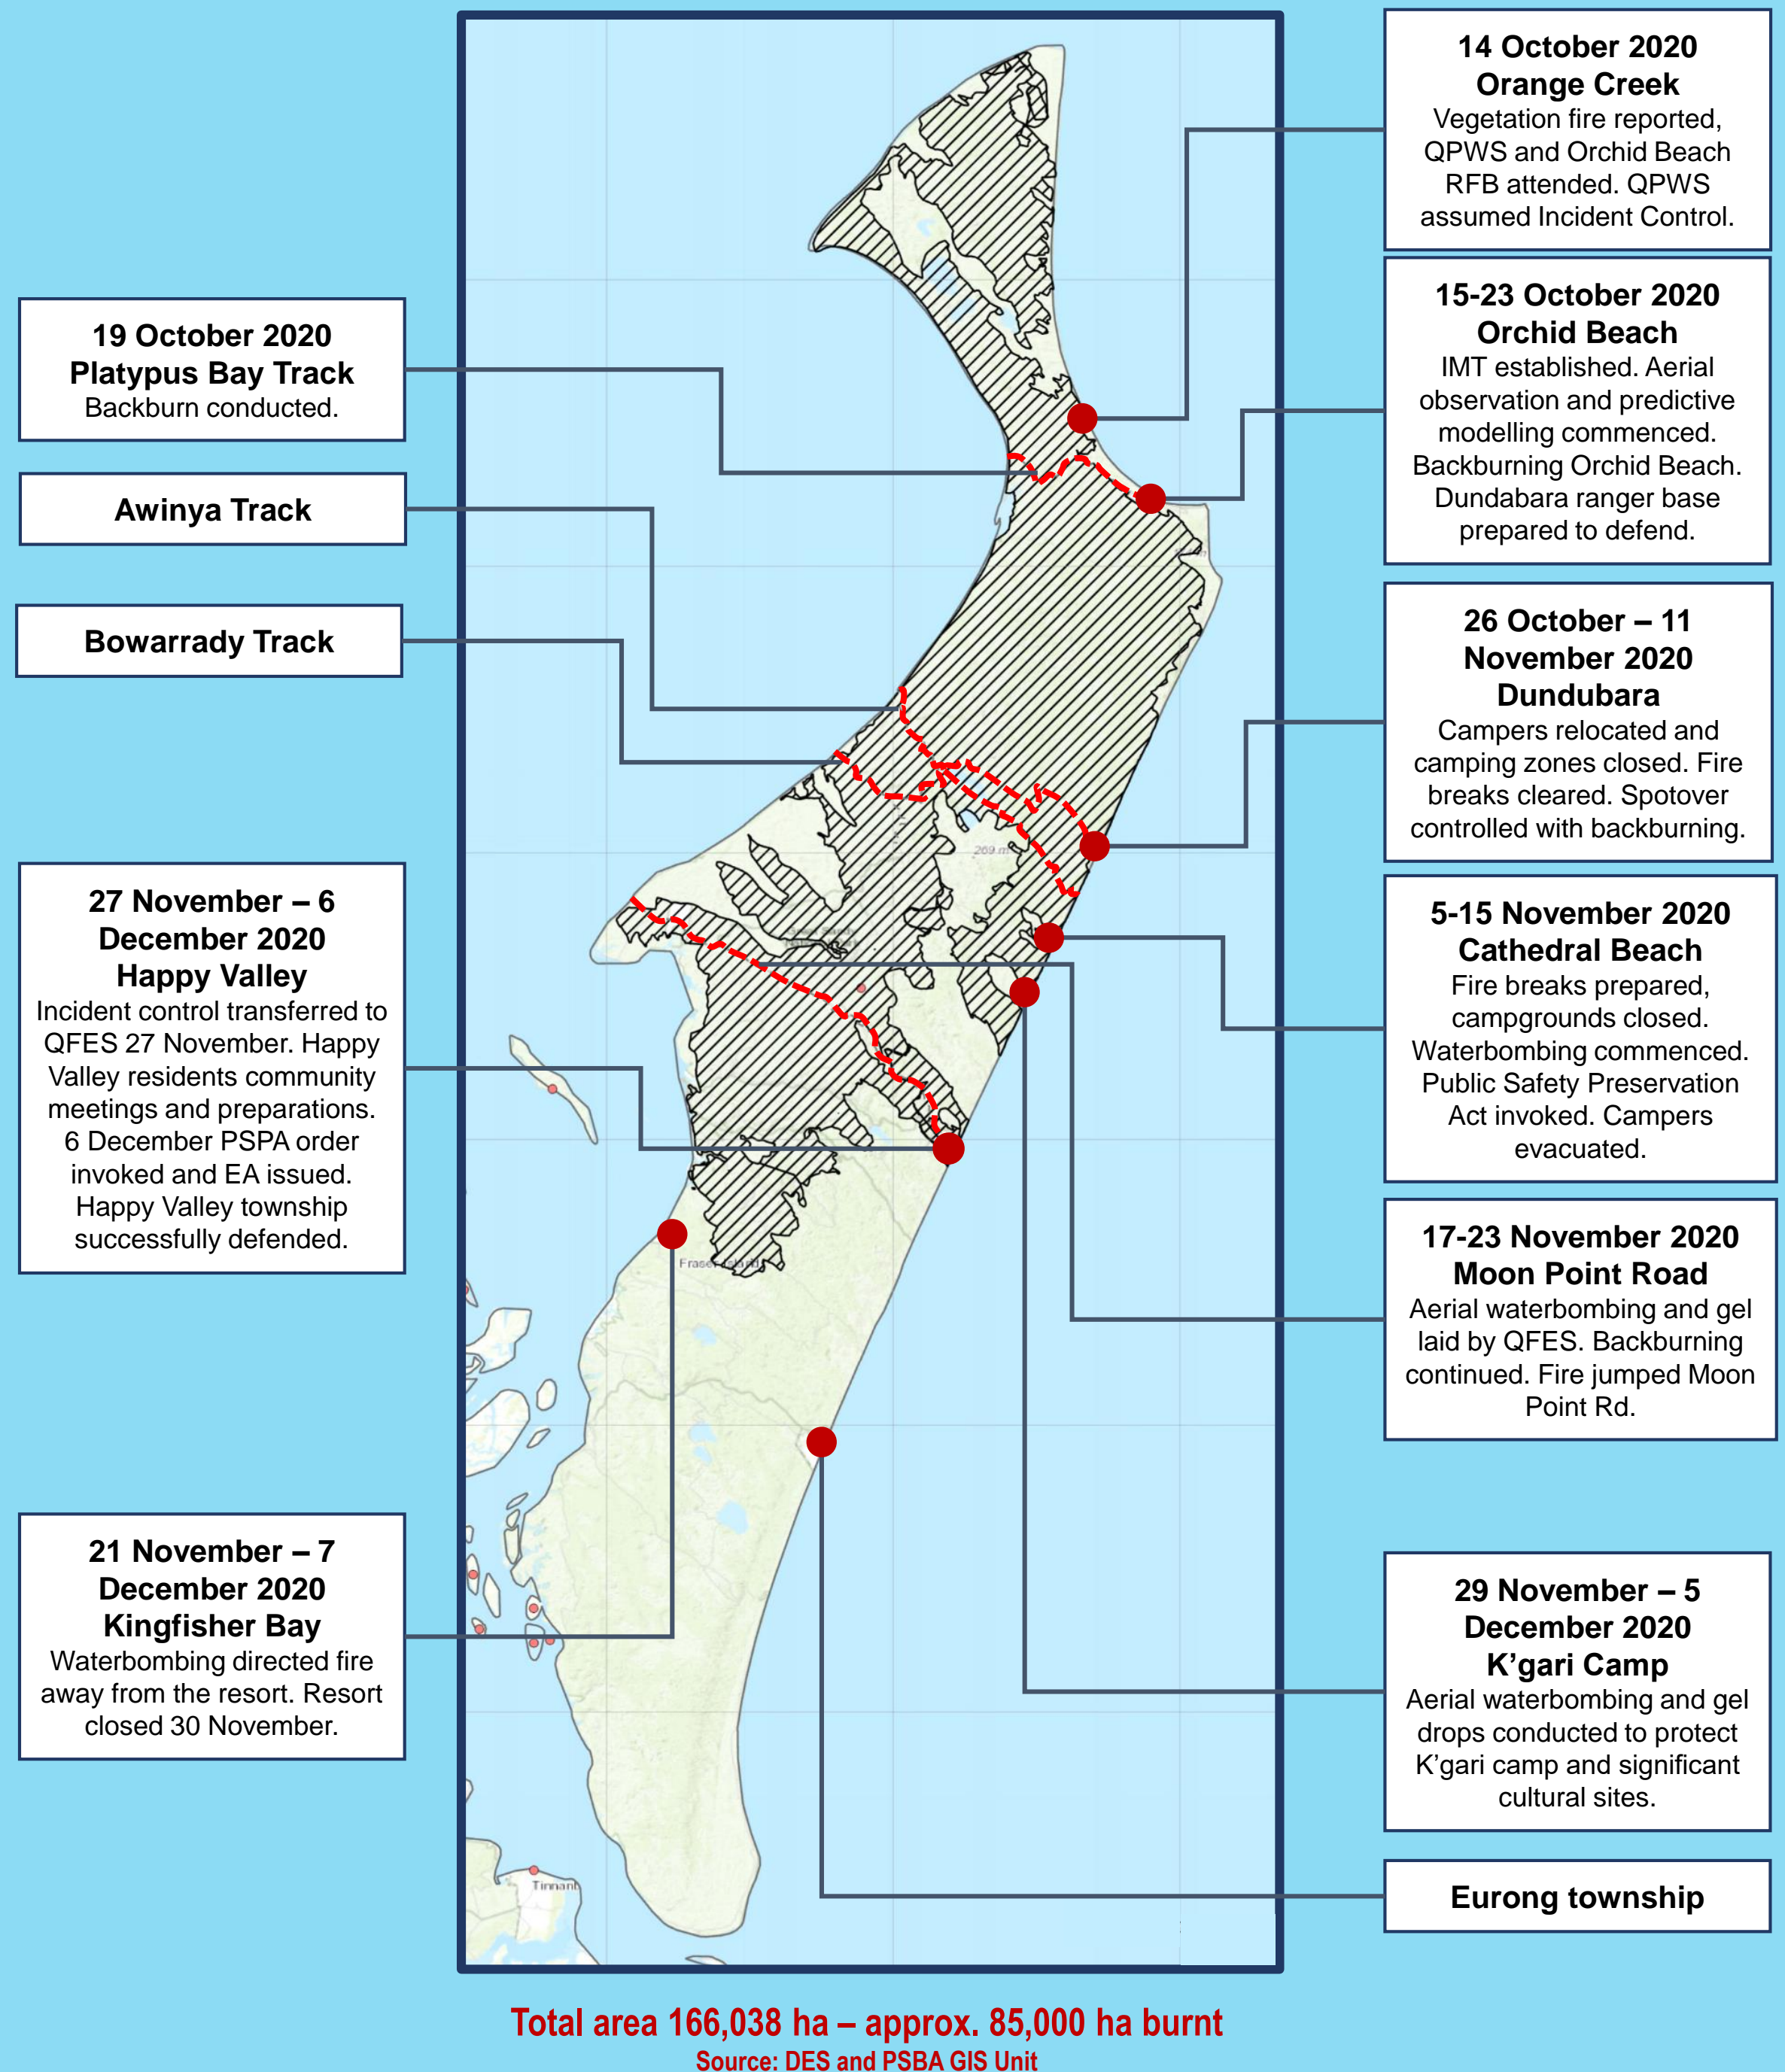 14 October 2020
Orange Creek
Vegetation fire reported,
QPWS and Orchid Beach
RFB attended. QPWS
assumed Incident Control.
15-23 October 2020
Orchid Beach
IMT established. Aerial
observation and predictive
modelling commenced.
Backburning Orchid Beach.
Dundabara ranger base
prepared to defend.
19 October 2020
Platypus Bay Track
Backburn conducted.
Awinya Track
Bowarrady Track
26 October – 11
November 2020
Dundubara
Campers relocated and
camping zones closed. Fire
breaks cleared. Spotover
controlled with backburning.
269 m
27 November – 6
December 2020
Happy Valley
Incident control transferred to
QFES 27 November. Happy
Valley residents community
meetings and preparations.
6 December PSPA order
invoked and EA issued.
Happy Valley township
successfully defended.
5-15 November 2020
Cathedral Beach
Fire breaks prepared,
campgrounds closed.
Waterbombing commenced.
Public Safety Preservation
Act invoked. Campers
evacuated.
17-23 November 2020
Moon Point Road
Aerial waterbombing and gel
laid by QFES. Backburning
continued. Fire jumped Moon
Point Rd.
Fraser Island
21 November – 7
December 2020
Kingfisher Bay
Waterbombing directed fire
away from the resort. Resort
closed 30 November.
29 November – 5
December 2020
K’gari Camp
Aerial waterbombing and gel
drops conducted to protect
K’gari camp and significant
cultural sites.
Eurong township
Tinnanb
Total area 166,038 ha – approx. 85,000 ha burnt
Source: DES and PSBA GIS Unit